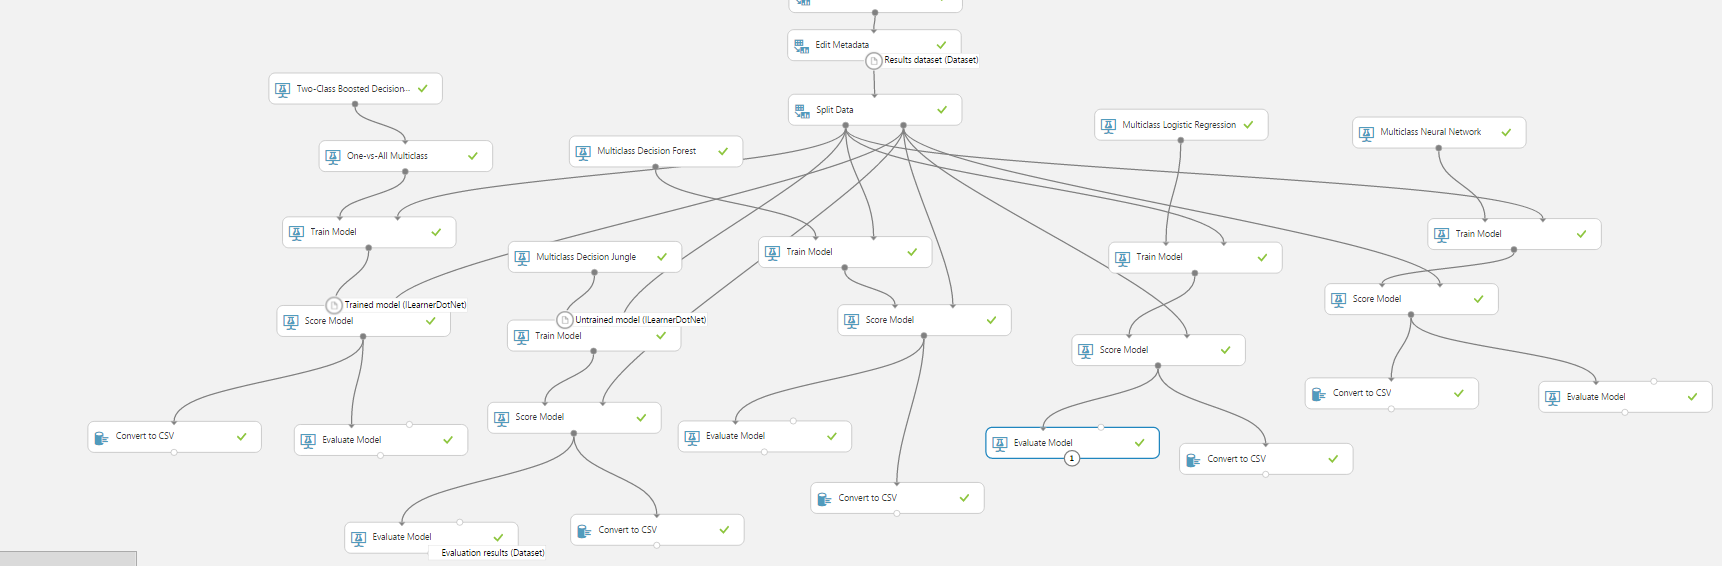 Edit Metadata
Results dataset (Dataset)
Two-Class Boosted Decision...
Split Data
Multiclass Logistic Regression
Multiclass Neural Network
One-vs-All Multiclass
Multiclass Decision Forest
Train Model
Train Model
Multiclass Decision Jungle
Train Model
Train Model
Trained model (ILearnerDotNet)
Score Model
Score Model
Untrained model (ILearnerDotNet)
Train Model
Score Model
Score Model
Convert to CSV
Evaluate Model
Score Model
Convert to CSV
Evaluate Model
Evaluate Model
Evaluate Model
1
Convert to CSV
Convert to CSV
Evaluate Model
Evaluation results (Dataset)
Convert to CSV